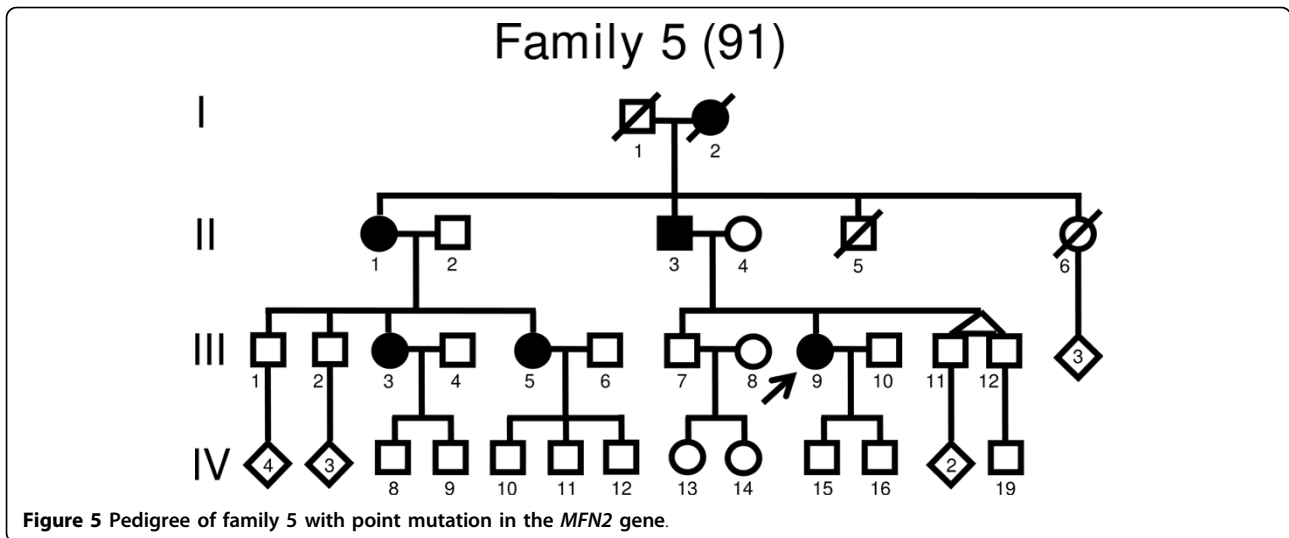 Family 5 (91)
I
1 2
II
1 2 3 4 5 6
III
1 2 3 4 5 6 7 8 9 10 11 12 3
IV
4 3 8 9 10 11 12 13 14 15 16 2 19
Figure 5 Pedigree of family 5 with point mutation in the MFN2 gene.